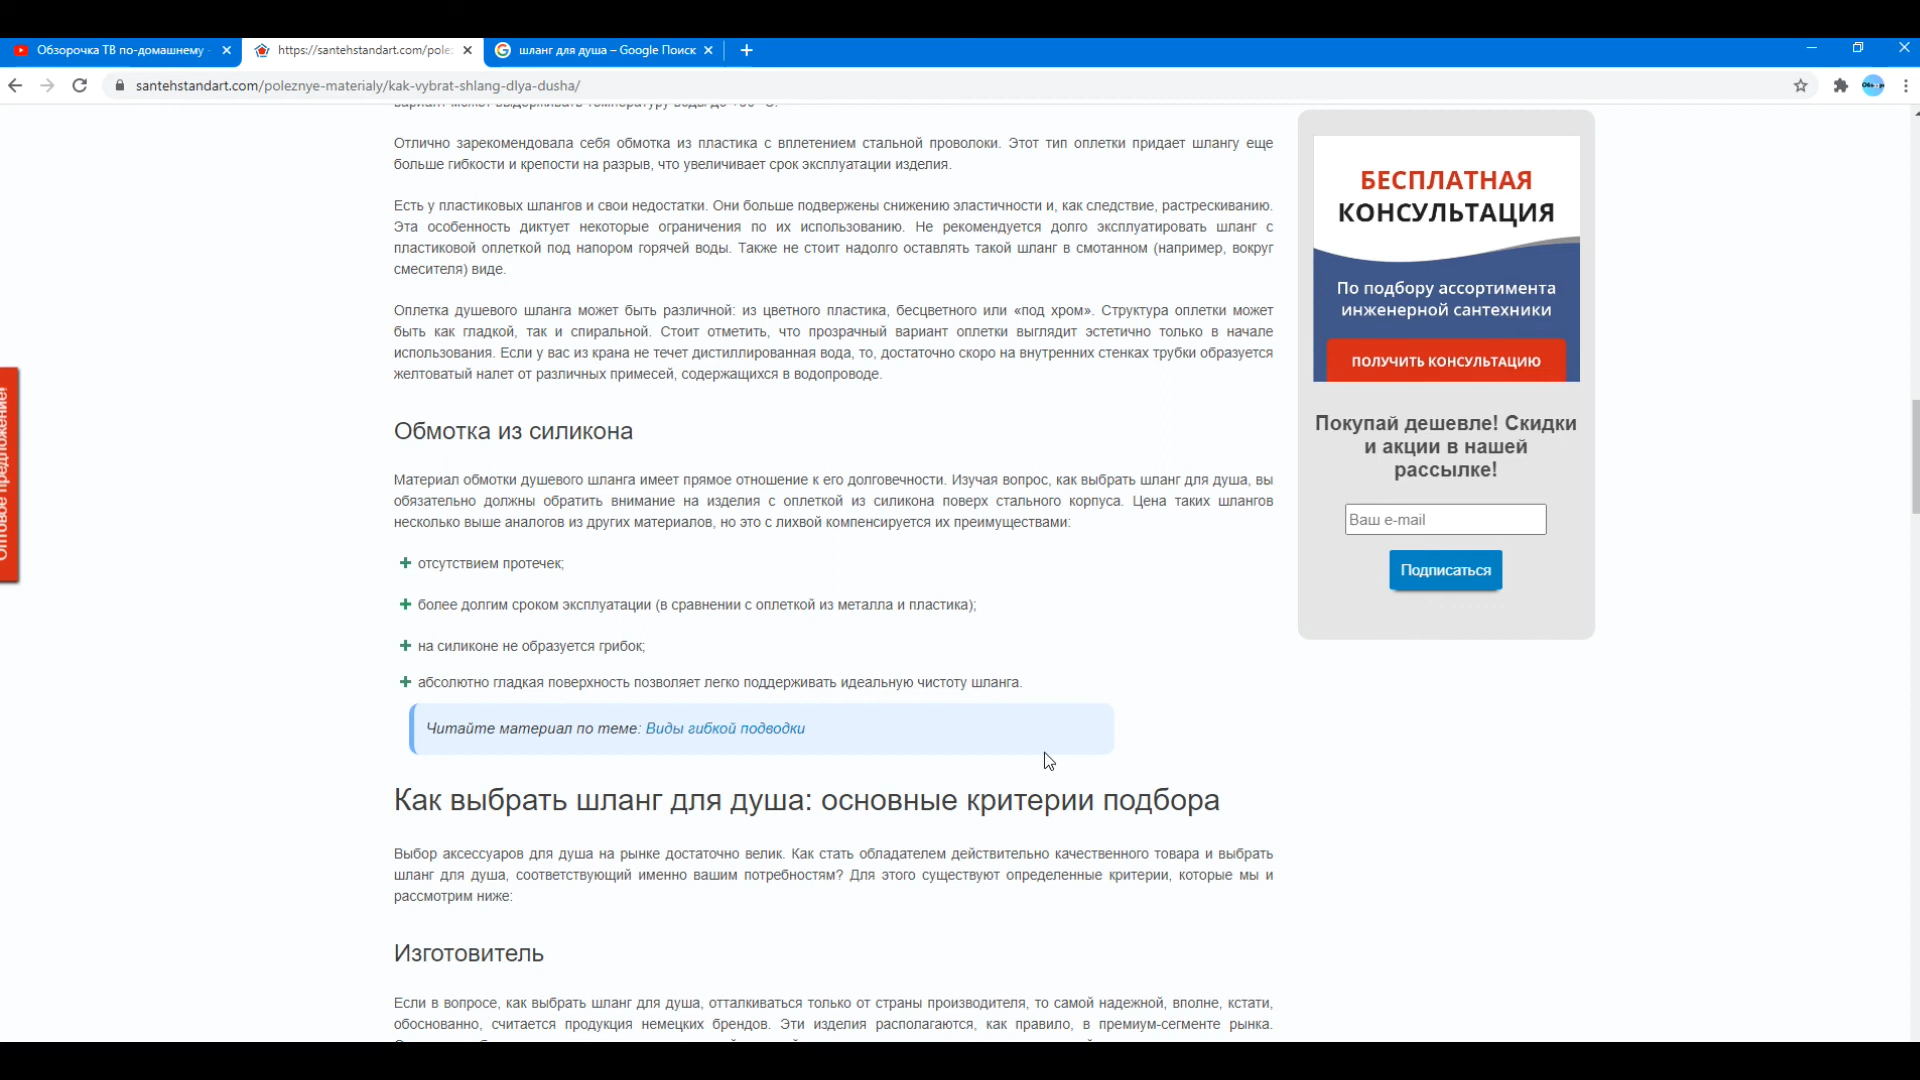 Обзорочка ТВ по-домашнему -
https://santehstandart.com/pole:
шланг для душа – Google Поиск
santehstandart.com/poleznye-materialy/kak-vybrat-shlang-dlya-dusha/
Отлично зарекомендовала себя обмотка из пластика с вплетением стальной проволоки. Этот тип оплетки придает шлангу еще
больше гибкости и крепости на разрыв, что увеличивает срок эксплуатации изделия.
Есть у пластиковых шлангов и свои недостатки. Они больше подвержены снижению эластичности и, как следствие, растрескиванию.
Эта особенность диктует некоторые ограничения по их использованию. Не рекомендуется долго эксплуатировать шланг с
пластиковой оплеткой под напором горячей воды. Также не стоит надолго оставлять такой шланг в смотанном (например, вокруг
смесителя) виде.
Оплетка душевого шланга может быть различной: из цветного пластика, бесцветного или «под хром». Структура оплетки может
быть как гладкой, так и спиральной. Стоит отметить, что прозрачный вариант оплетки выглядит эстетично только в начале
использования. Если у вас из крана не течет дистиллированная вода, то, достаточно скоро на внутренних стенках трубки образуется
желтоватый налет от различных примесей, содержащихся в водопроводе.
Обмотка из силикона
Материал обмотки душевого шланга имеет прямое отношение к его долговечности. Изучая вопрос, как выбрать шланг для душа, вы
обязательно должны обратить внимание на изделия с оплеткой из силикона поверх стального корпуса. Цена таких шлангов
несколько выше аналогов из других материалов, но это с лихвой компенсируется их преимуществами:
отсутствием протечек;
более долгим сроком эксплуатации (в сравнении с оплеткой из металла и пластика);
на силиконе не образуется грибок;
абсолютно гладкая поверхность позволяет легко поддерживать идеальную чистоту шланга.
Читайте материал по теме: Виды гибкой подводки
Как выбрать шланг для душа: основные критерии подбора
Выбор аксессуаров для душа на рынке достаточно велик. Как стать обладателем действительно качественного товара и выбрать
шланг для душа, соответствующий именно вашим потребностям? Для этого существуют определенные критерии, которые мы и
рассмотрим ниже:
Изготовитель
Если в вопросе, как выбрать шланг для душа, отталкиваться только от страны производителя, то самой надежной, вполне, кстати,
обоснованно, считается продукция немецких брендов. Эти изделия располагаются, как правило, в премиум-сегменте рынка.
Оптовое предложение!
БЕСПЛАТНАЯ
КОНСУЛЬТАЦИЯ
По подбору ассортимента
инженерной сантехники
ПОЛУЧИТЬ КОНСУЛЬТАЦИЮ
Покупай дешевле! Скидки
и акции в нашей
рассылке!
Ваш e-mail
Подписаться